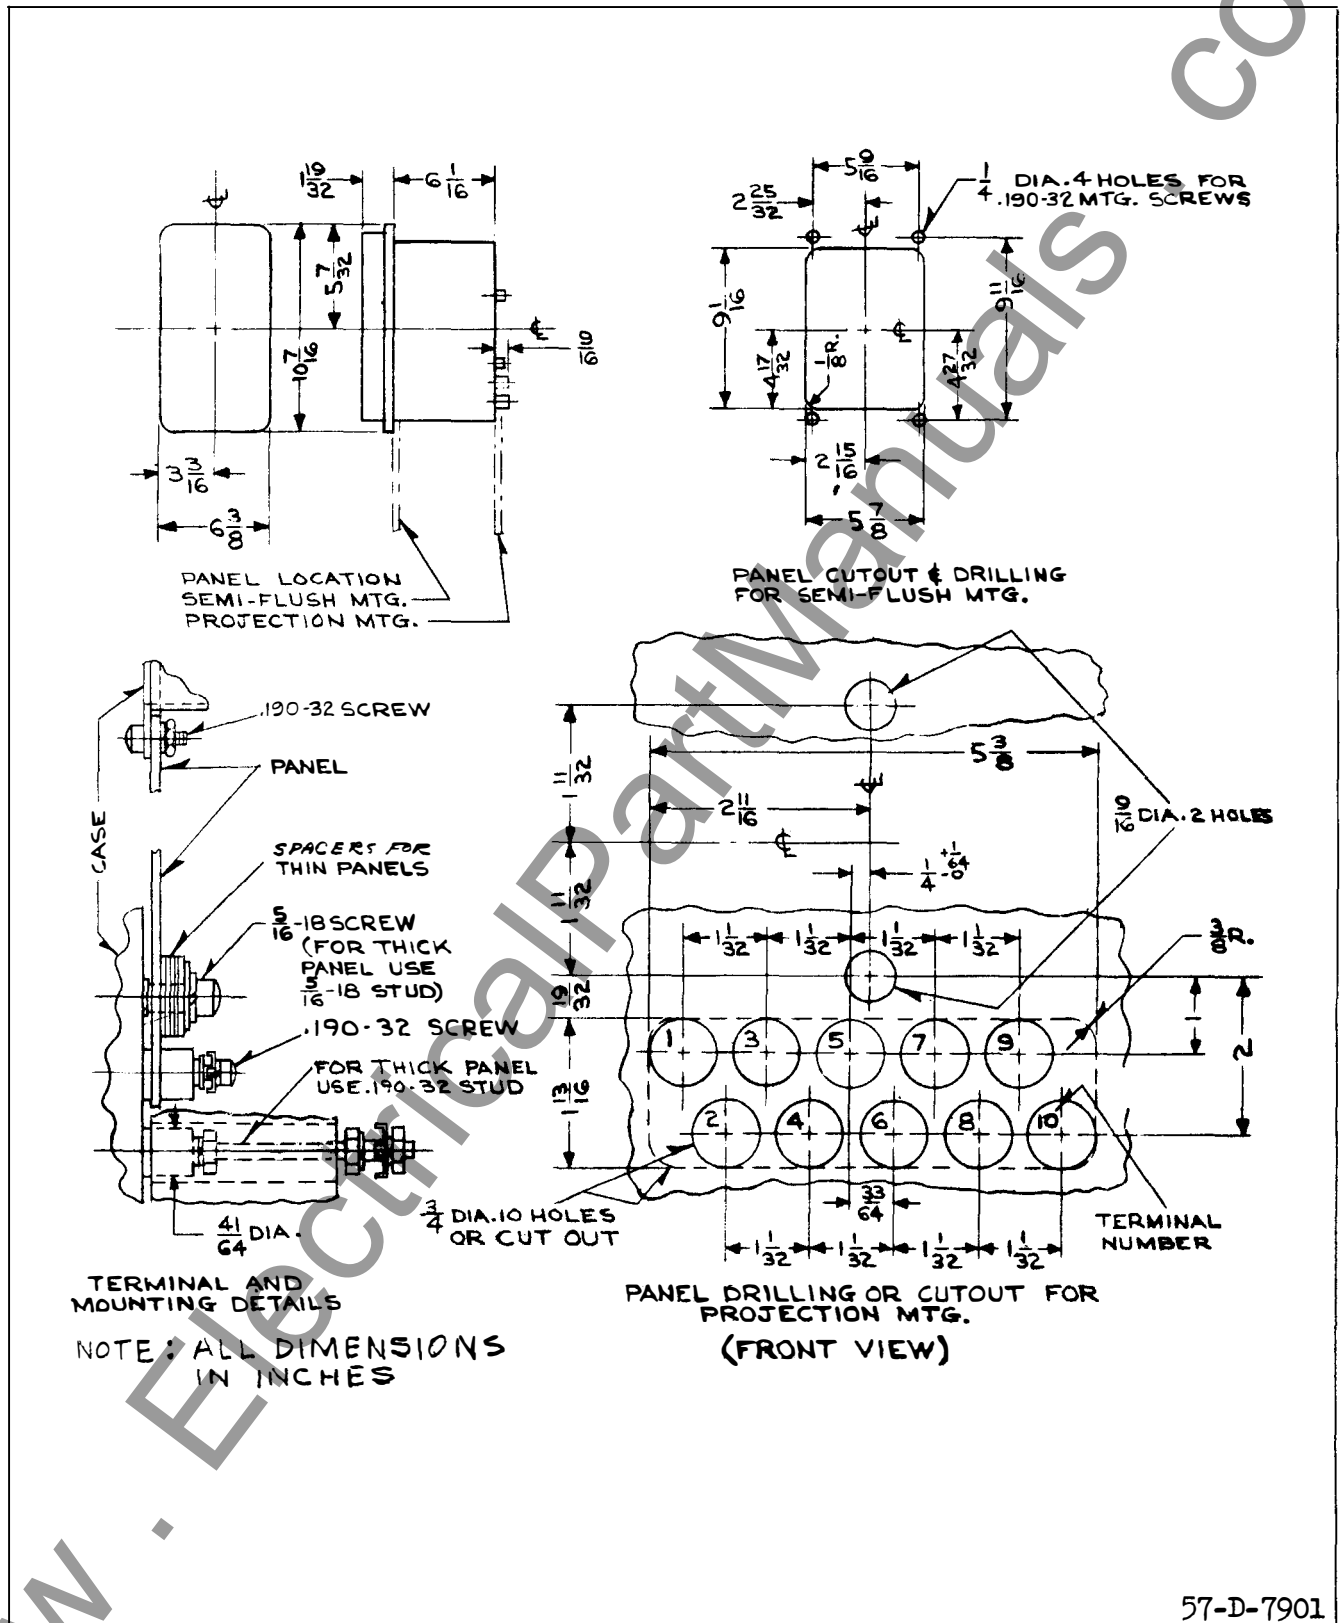 1 19/32
6 1/16
5 7/32
10 7/16
9/16
3 3/16
6 3/8
PANEL LOCATION
SEMI-FLUSH MTG.
PROJECTION MTG.
5 9/16
2 25/32
1/4 DIA. 4 HOLES FOR
.190-32 MTG. SCREWS
9 1/16
9 11/16
4 17/32
1/8 R.
4 27/32
2 15/16
5 7/8
PANEL CUTOUT & DRILLING
FOR SEMI-FLUSH MTG.
.190-32 SCREW
PANEL
CASE
SPACERS FOR
THIN PANELS
5/16-18 SCREW
(FOR THICK
PANEL USE
5/16-18 STUD)
.190-32 SCREW
FOR THICK PANEL
USE .190-32 STUD
41/64 DIA.
TERMINAL AND
MOUNTING DETAILS
NOTE: ALL DIMENSIONS
IN INCHES
5 3/8
1 11/32
2 11/16
9/16 DIA. 2 HOLES
1/4 +1/64 -0
1 11/32
1 1/32 1 1/32 1 1/32 1 1/32
3/8 R.
19/32
1
2
1 3 5 7 9
1 3/16
2 4 6 8 10
33/64
3/4 DIA. 10 HOLES
OR CUT OUT
TERMINAL
NUMBER
1 1/32 1 1/32 1 1/32 1 1/32
PANEL DRILLING OR CUTOUT FOR
PROJECTION MTG.
(FRONT VIEW)
57-D-7901
w . ElectricalPartManuals . co